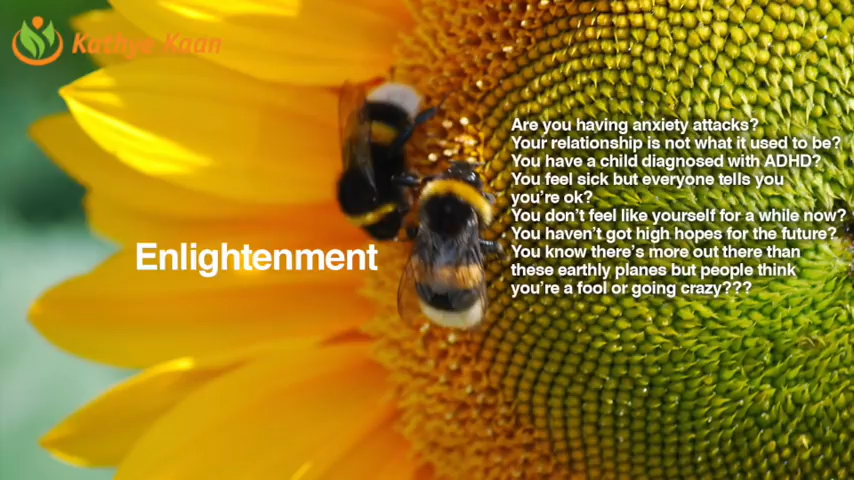 Kathye Kaan
Are you having anxiety attacks?
Your relationship is not what it used to be?
You have a child diagnosed with ADHD?
You feel sick but everyone tells you
you're ok?
You don't feel like yourself for a while now?
You haven't got high hopes for the future?
Enlightenment
You know there's more out there than
these earthly planes but people think
you're a fool or going crazy???